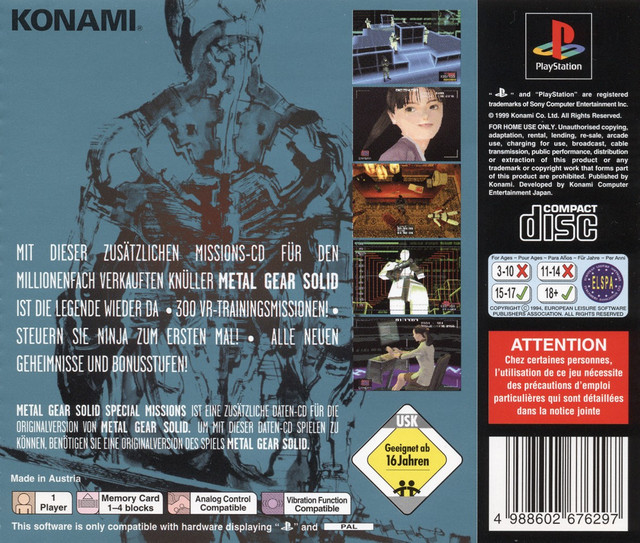 KONAMI®
MIT DIESER ZUSÄTZLICHEN MISSIONS-CD FÜR DEN
MILLIONENFACH VERKAUFTEN KNÜLLER METAL GEAR SOLID
IST DIE LEGENDE WIEDER DA • 300 VR-TRAININGSMISSIONEN! •
STEUERN SIE NINJA ZUM ERSTEN MAL! • ALLE NEUEN
GEHEIMNISSE UND BONUSSTUFEN!
METAL GEAR SOLID SPECIAL MISSIONS IST EINE ZUSÄTZLICHE DATEN-CD FÜR DIE
ORIGINALVERSION VON METAL GEAR SOLID. UM MIT DIESER DATEN-CD SPIELEN ZU
KÖNNEN, BENÖTIGEN SIE EINE ORIGINALVERSION DES SPIELS METAL GEAR SOLID.
USK
Geeignet ab
16 Jahren
Made in Austria
1
Player
Memory Card
1–4 blocks
Analog Control
Compatible
Vibration Function
Compatible
This software is only compatible with hardware displaying " " and PAL
PlayStation
" " and "PlayStation" are registered
trademarks of Sony Computer Entertainment Inc.
© 1999 Konami Co. Ltd. All Rights Reserved.
FOR HOME USE ONLY. Unauthorised copying,
adaptation, rental, lending, re-sale, arcade
use, charging for use, broadcast, cable
transmission, public performance, distribution
or extraction of this product or any
trademark or copyright work that forms part
of this product are prohibited. Published by
Konami. Developed by Konami Computer
Entertainment Japan.
COMPACT
disc
For Ages – Pour Ages – Para Años – Für Jahre – Per Anni
3-10
11-14
15-17
18+
ELSPA
COPYRIGHT © 1994, EUROPEAN LEISURE SOFTWARE
PUBLISHERS ASSOCIATION. ALL RIGHTS RESERVED.
ATTENTION
Chez certaines personnes,
l'utilisation de ce jeu nécessite
des précautions d'emploi
particulières qui sont détaillées
dans la notice jointe
4 988602 676297